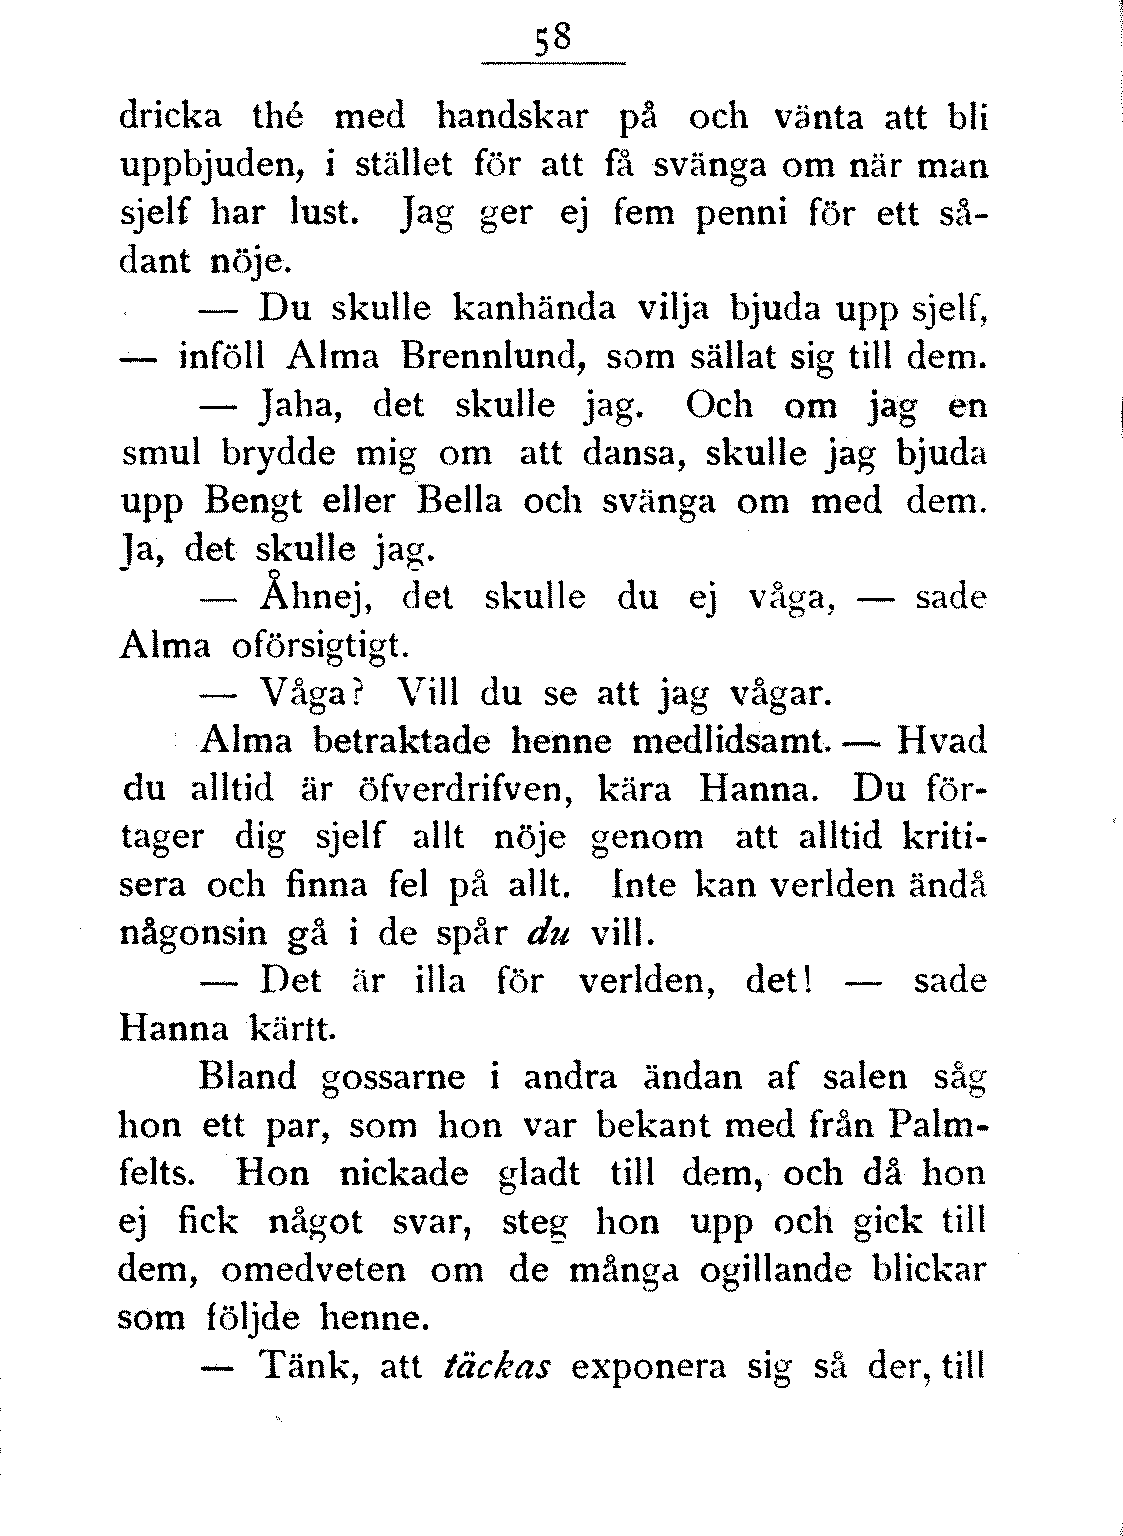 58
dricka thé med handskar på och vänta att bli
uppbjuden, i stället för att få svänga om när man
sjelf har lust. Jag ger ej fem penni för ett så-
dant nöje.
— Du skulle kanhända vilja bjuda upp sjelf,
— inföll Alma Brennlund, som sällat sig till dem.
— Jaha, det skulle jag. Och om jag en
smul brydde mig om att dansa, skulle jag bjuda
upp Bengt eller Bella och svänga om med dem.
Ja, det skulle jag.
— Åhnej, det skulle du ej våga, — sade
Alma oförsigtigt.
— Våga? Vill du se att jag vågar.
Alma betraktade henne medlidsamt. — Hvad
du alltid är öfverdrifven, kära Hanna. Du för-
tager dig sjelf allt nöje genom att alltid kriti-
sera och finna fel på allt. Inte kan verlden ändå
någonsin gå i de spår du vill.
— Det är illa för verlden, det! — sade
Hanna kärft.
Bland gossarne i andra ändan af salen såg
hon ett par, som hon var bekant med från Palm-
felts. Hon nickade gladt till dem, och då hon
ej fick något svar, steg hon upp och gick till
dem, omedveten om de många ogillande blickar
som följde henne.
— Tänk, att täckas exponera sig så der, till